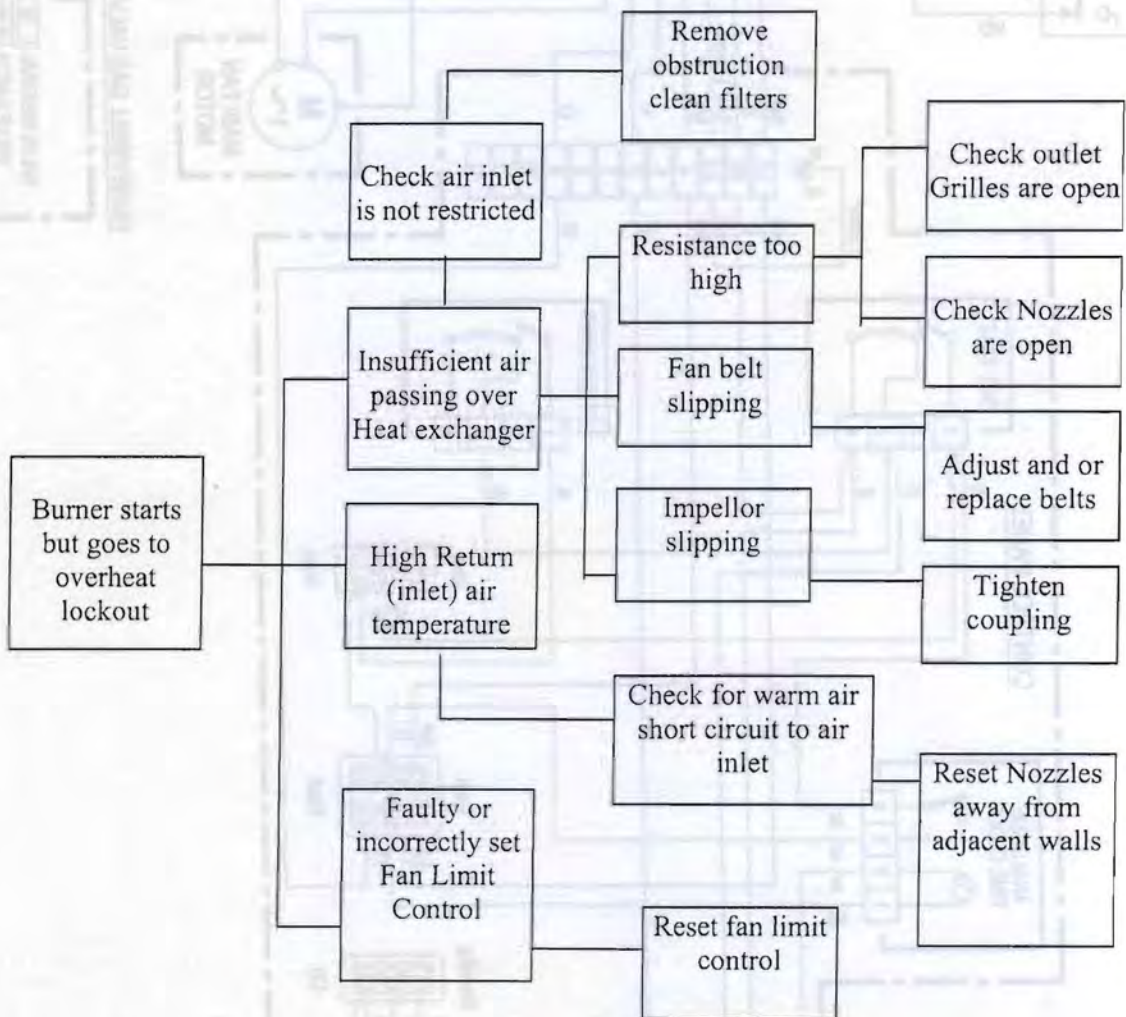 Remove
obstruction
clean filters
Check air inlet
is not restricted
Check outlet
Grilles are open
Resistance too
high
Check Nozzles
are open
Insufficient air
passing over
Heat exchanger
Fan belt
slipping
Adjust and or
replace belts
Burner starts
but goes to
overheat
lockout
Impellor
slipping
High Return
(inlet) air
temperature
Tighten
coupling
Check for warm air
short circuit to air
inlet
Reset Nozzles
away from
adjacent walls
Faulty or
incorrectly set
Fan Limit
Control
Reset fan limit
control